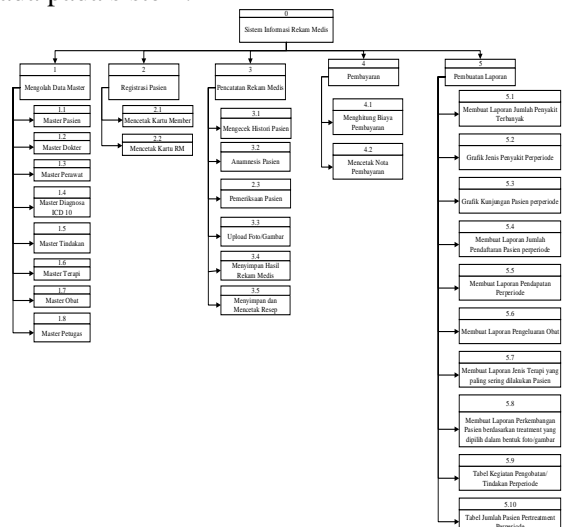 0
Sistem Informasi Rekam Medis
1
Mengolah Data Master
1.1
Master Pasien
1.2
Master Dokter
1.3
Master Perawat
1.4
Master Diagnosa
ICD 10
1.5
Master Tindakan
1.6
Master Terapi
1.7
Master Obat
1.8
Master Petugas
2
Registrasi Pasien
2.1
Mencetak Kartu Member
2.2
Mencetak Kartu RM
3
Pencatatan Rekam Medis
3.1
Mengecek Histori Pasien
3.2
Anamnesis Pasien
2.3
Pemeriksaan Pasien
3.3
Upload Foto/Gambar
3.4
Menyimpan Hasil
Rekam Medis
3.5
Menyimpan dan
Mencetak Resep
4
Pembayaran
4.1
Menghitung Biaya
Pembayaran
4.2
Mencetak Nota
Pembayaran
5
Pembuatan Laporan
5.1
Membuat Laporan Jumlah Penyakit
Terbanyak
5.2
Grafik Jenis Penyakit Perperiode
5.3
Grafik Kunjungan Pasien perperiode
5.4
Membuat Laporan Jumlah
Pendaftaran Pasien perperiode
5.5
Membuat Laporan Pendapatan
Perperiode
5.6
Membuat Laporan Pengeluaran Obat
5.7
Membuat Laporan Jenis Terapi yang
paling sering dilakukan Pasien
5.8
Membuat Laporan Perkembangan
Pasien berdasarkan treatment yang
dipilih dalam bentuk foto/gambar
5.9
Tabel Kegiatan Pengobatan/
Tindakan Perperiode
5.10
Tabel Jumlah Pasien Pertreatment
Perperiode